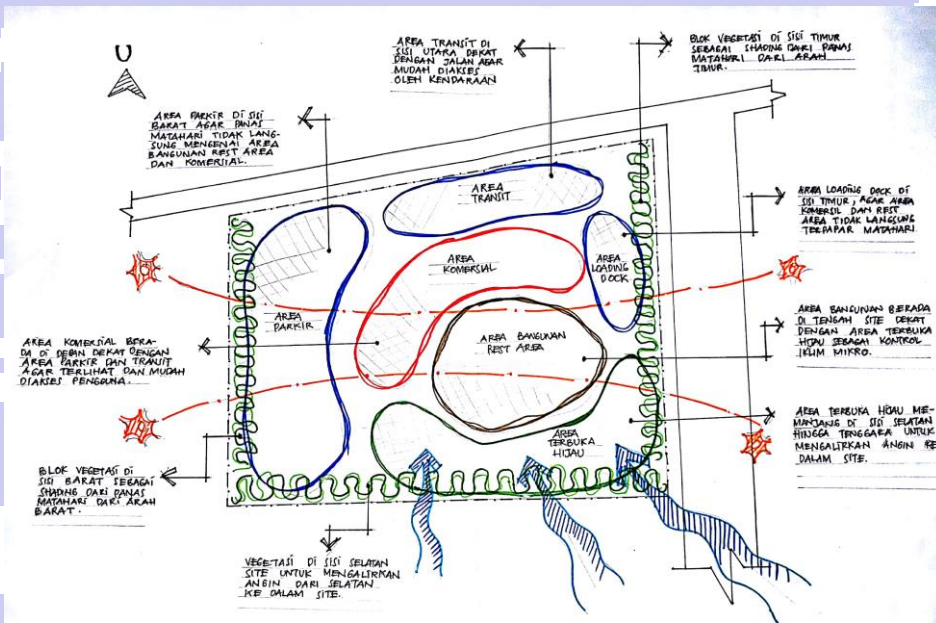 U
AREA TRANSIT DI
SISI UTARA DEKAT
DENGAN JALAN AGAR
MUDAH DIAKSES
OLEH KENDARAAN
BLOK VEGETASI DI SISI TIMUR
SEBAGAI SHADING DARI PANAS
MATAHARI DARI ARAH
TIMUR.
AREA PARKIR DI SISI
BARAT AGAR PANAS
MATAHARI TIDAK LANG-
SUNG MENGENAI AREA
BANGUNAN REST AREA
DAN KOMERSIAL.
AREA
TRANSIT
AREA LOADING DOCK DI
SISI TIMUR, AGAR AREA
KOMERSIL DAN REST
AREA TIDAK LANGSUNG
TERPAPAR MATAHARI.
AREA
KOMERSIAL
AREA
LOADING
DOCK
AREA
PARKIR
AREA BANGUNAN
REST AREA
AREA BANGUNAN BERADA
DI TENGAH SITE DEKAT
DENGAN AREA TERBUKA
HIJAU SEBAGAI KONTROL
IKLIM MIKRO.
AREA KOMERSIAL BERA-
DA DI DEPAN DEKAT DENGAN
AREA PARKIR DAN TRANSIT
AGAR TERLIHAT DAN MUDAH
DIAKSES PENGGUNA.
AREA TERBUKA HIJAU ME-
MANJANG DI SISI SELATAN
HINGGA TENGGARA UNTUK
MENGALIRKAN ANGIN KE
DALAM SITE.
AREA
TERBUKA
HIJAU
BLOK VEGETASI DI
SISI BARAT SEBAGAI
SHADING DARI PANAS
MATAHARI DARI ARAH
BARAT.
VEGETASI DI SISI SELATAN
SITE UNTUK MENGALIRKAN
ANGIN DARI SELATAN
KE DALAM SITE.